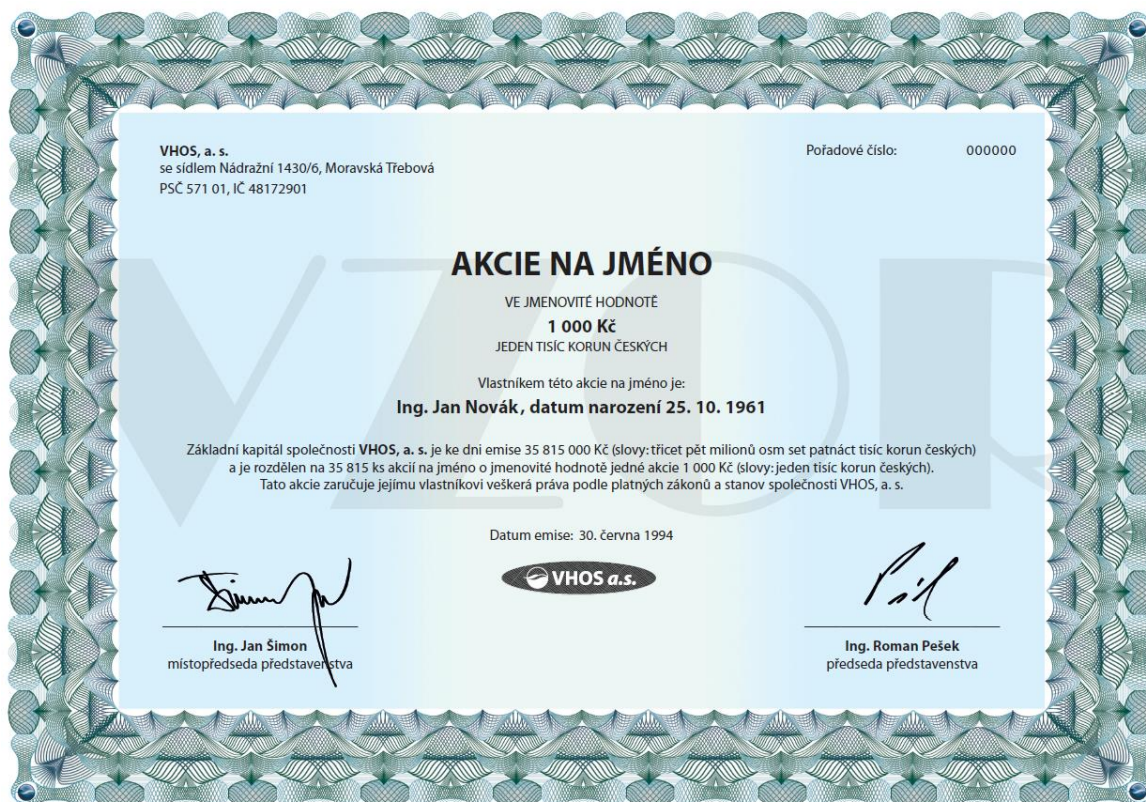 VHOS, a. s.
se sídlem Nádražní 1430/6, Moravská Třebová
PSČ 571 01, IČ 48172901
Pořadové číslo: 000000
VZOR
AKCIE NA JMÉNO
VE JMENOVITÉ HODNOTĚ
1 000 Kč
JEDEN TISÍC KORUN ČESKÝCH
Vlastníkem této akcie na jméno je:
Ing. Jan Novák, datum narození 25. 10. 1961
Základní kapitál společnosti VHOS, a. s. je ke dni emise 35 815 000 Kč (slovy: třicet pět milionů osm set patnáct tisíc korun českých)
a je rozdělen na 35 815 ks akcií na jméno o jmenovité hodnotě jedné akcie 1 000 Kč (slovy: jeden tisíc korun českých).
Tato akcie zaručuje jejímu vlastníkovi veškerá práva podle platných zákonů a stanov společnosti VHOS, a. s.
Datum emise: 30. června 1994
VHOS a.s.
Ing. Jan Šimon
místopředseda představenstva
Ing. Roman Pešek
předseda představenstva